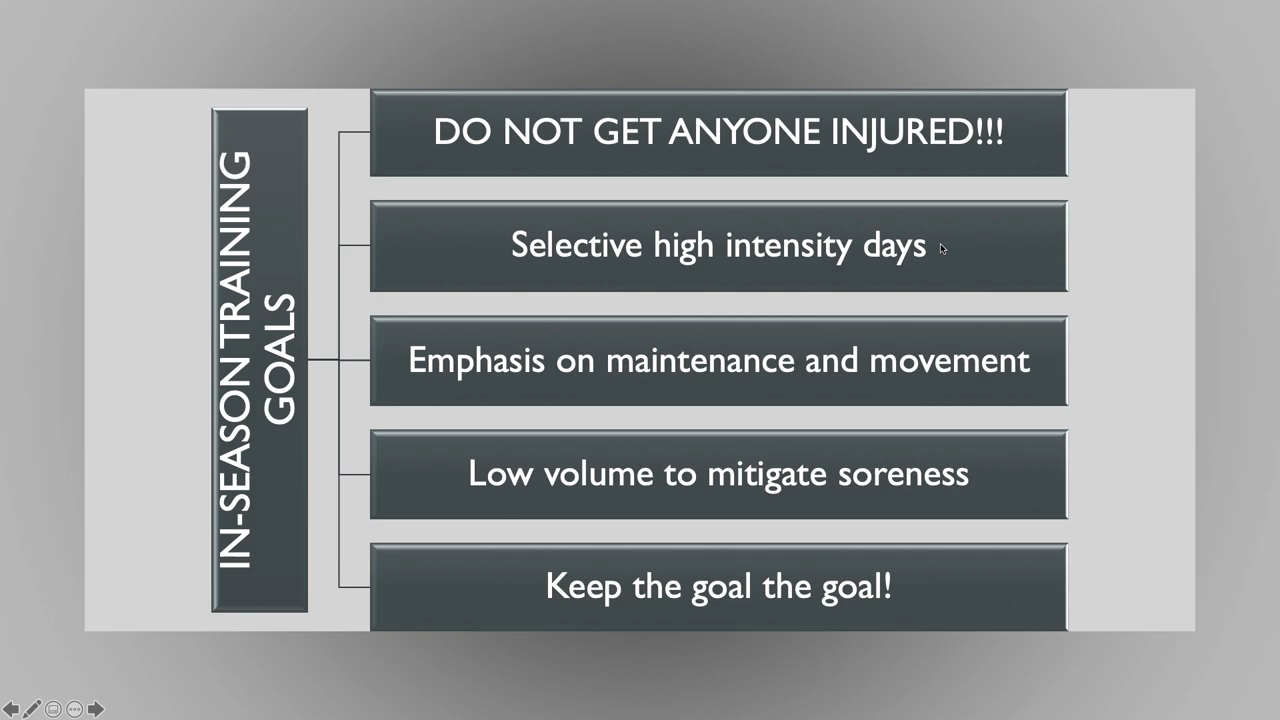 IN-SEASON TRAINING
GOALS
DO NOT GET ANYONE INJURED!!!
Selective high intensity days
Emphasis on maintenance and movement
Low volume to mitigate soreness
Keep the goal the goal!